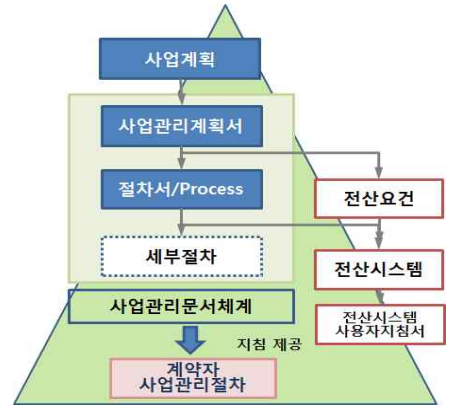 사업계획
사업관리계획서
절차서/Process
전산요건
세부절차
전산시스템
사업관리문서체계
전산시스템
사용자지침서
지침 제공
계약자
사업관리절차